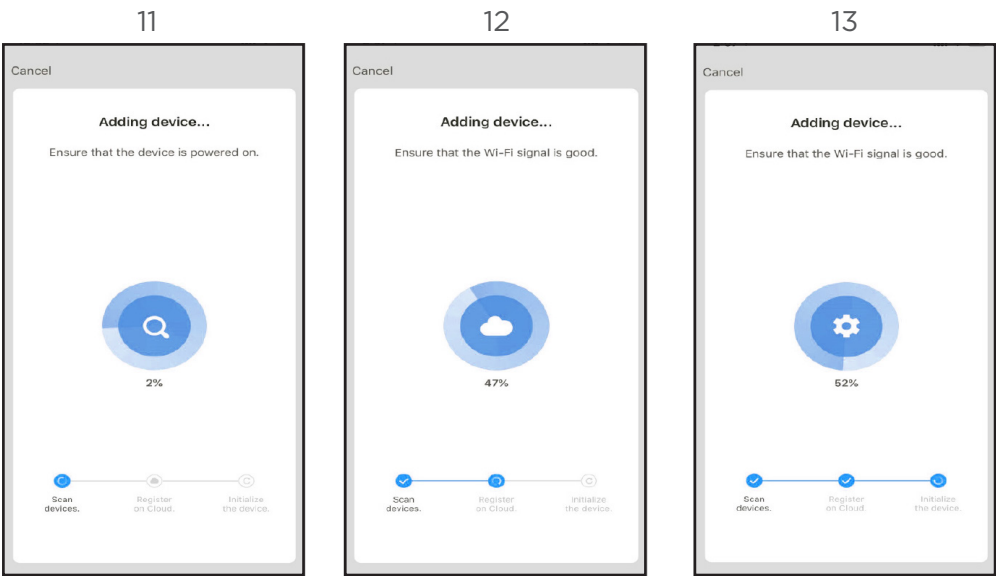 11
Cancel
Adding device...
Ensure that the device is powered on.
2%
Scan
devices.
Register
on Cloud.
Initialize
the device.
12
Cancel
Adding device...
Ensure that the Wi-Fi signal is good.
47%
Scan
devices.
Register
on Cloud.
Initialize
the device.
13
Cancel
Adding device...
Ensure that the Wi-Fi signal is good.
52%
Scan
devices.
Register
on Cloud.
Initialize
the device.